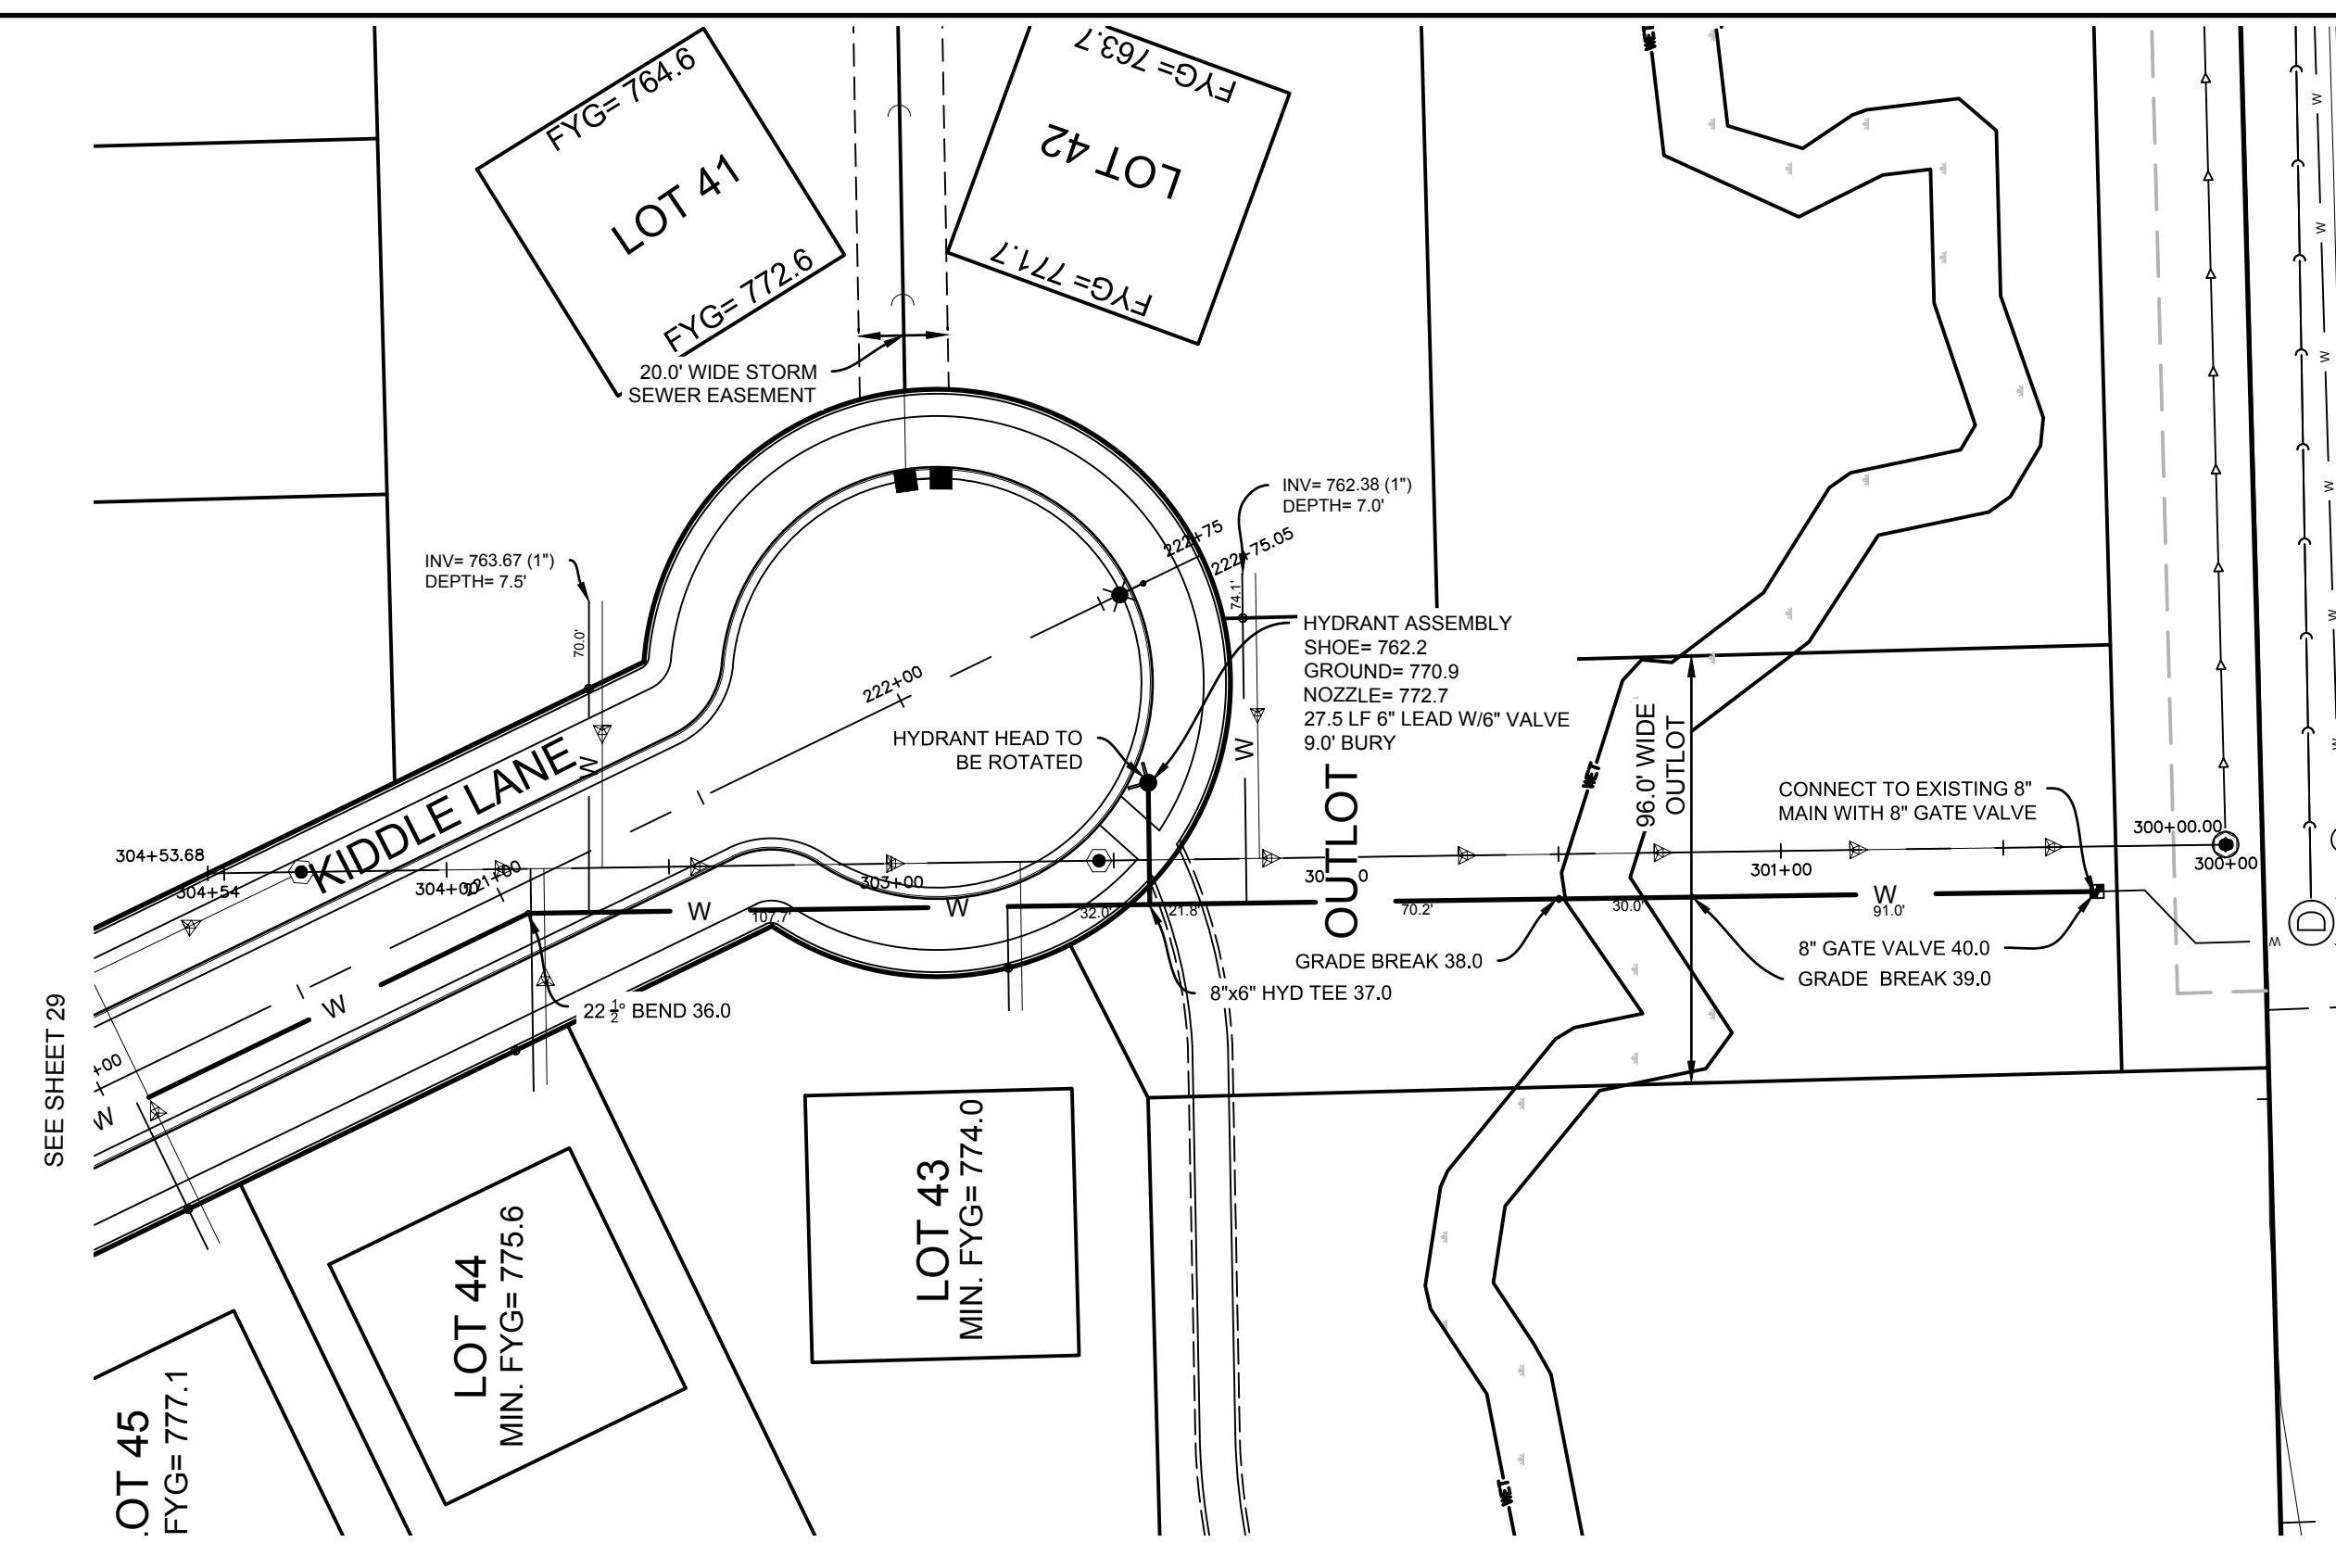 FYG= 764.6
LOT 41
FYG= 772.6
FYG= 763.7
LOT 42
FYG= 771.7
WET
20.0' WIDE STORM
SEWER EASEMENT
INV= 762.38 (1")
DEPTH= 7.0'
INV= 763.67 (1")
DEPTH= 7.5'
222+75
222+75.05
70.0'
74.1'
HYDRANT ASSEMBLY
SHOE= 762.2
GROUND= 770.9
NOZZLE= 772.7
27.5 LF 6" LEAD W/6" VALVE
9.0' BURY
222+00
HYDRANT HEAD TO
BE ROTATED
W
W
KIDDLE LANE
OUTLOT
WET
96.0' WIDE
OUTLOT
CONNECT TO EXISTING 8"
MAIN WITH 8" GATE VALVE
300+00.00
300+00
304+53.68
304+54
304+00
221+00
303+00
301+00
W
W
W
107.7'
32.0'
21.8'
70.2'
30.0'
91.0'
GRADE BREAK 38.0
8" GATE VALVE 40.0
GRADE BREAK 39.0
8"x6" HYD TEE 37.0
22 ½° BEND 36.0
W
W
+00
SEE SHEET 29
D
W
W
W
W
W
W
W
LOT 43
MIN. FYG= 774.0
LOT 44
MIN. FYG= 775.6
OT 45
FYG= 777.1
WET